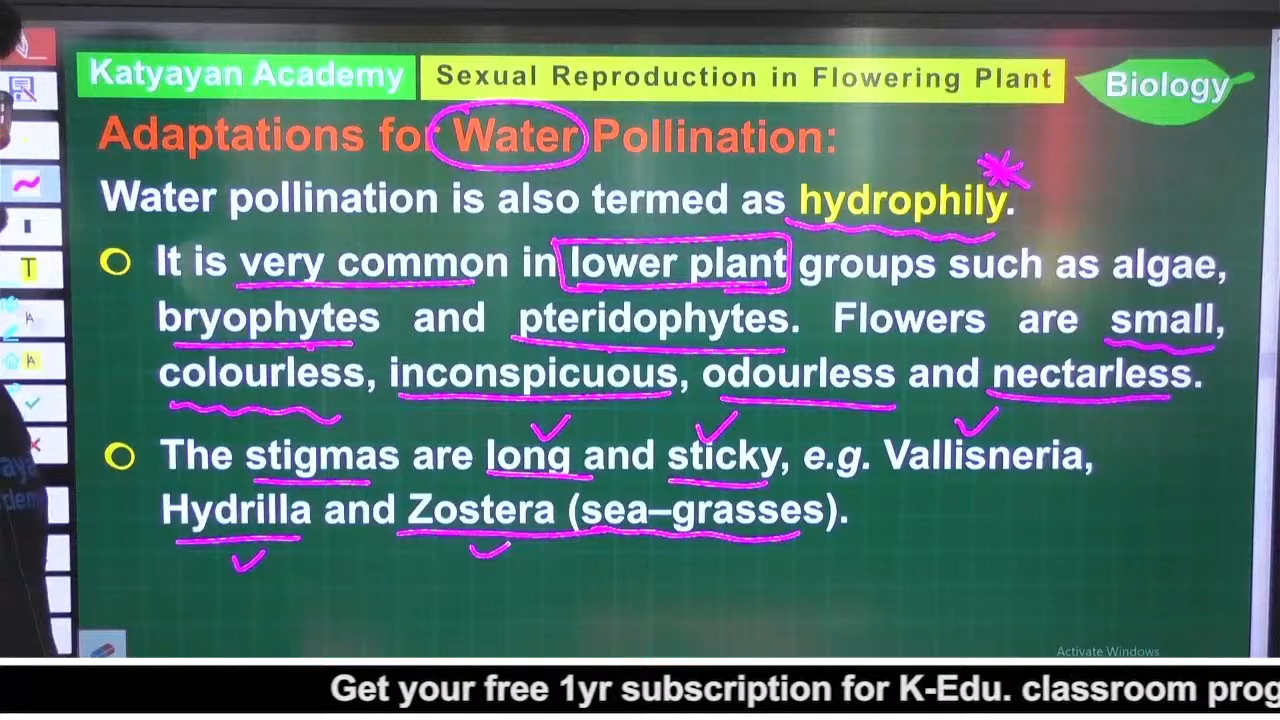 Katyayan Academy Sexual Reproduction in Flowering Plant Biology
Adaptations for Water Pollination:
Water pollination is also termed as hydrophily.
It is very common in lower plant groups such as algae,
bryophytes and pteridophytes. Flowers are small,
colourless, inconspicuous, odourless and nectarless.
The stigmas are long and sticky, e.g. Vallisneria,
Hydrilla and Zostera (sea–grasses).
T
A
A
Activate Windows
Get your free 1yr subscription for K-Edu. classroom prog